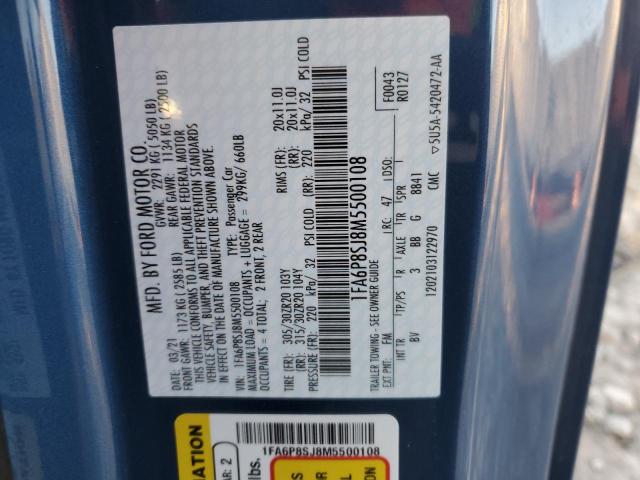 MFD. BY FORD MOTOR CO.
DATE: 03/21 GVWR: 2291 KG ( 5050 LB)
FRONT GAWR: 1173 KG ( 2585 LB) REAR GAWR: 1134 KG ( 2500 LB)
THIS VEHICLE CONFORMS TO ALL APPLICABLE FEDERAL MOTOR
VEHICLE SAFETY, BUMPER, AND THEFT PREVENTION STANDARDS
IN EFFECT ON THE DATE OF MANUFACTURE SHOWN ABOVE.
VIN: 1FA6P8SJ8M5500108 TYPE: Passenger Car
MAXIMUM LOAD = OCCUPANTS + LUGGAGE = 299KG/ 660LB
OCCUPANTS = 4 TOTAL: 2 FRONT, 2 REAR
TIRE (FR): 305/30ZR20 103Y RIMS (FR): 20x11.0J
(RR): 315/30ZR20 104Y (RR): 20x11.0J
PRESSURE (FR): 220 kPa/ 32 PSI COLD (RR): 220 kPa/ 32 PSI COLD
1FA6P8SJ8M5500108
TRAILER TOWING - SEE OWNER GUIDE
F0043
EXT PNT: FM RC: 47 DSO: R0127
INT TR TP/PS R AXLE TR SPR
BV 3 BB G 8841
1202103122970 CMC ▽5U5A-5420472-AA
1FA6P8SJ8M5500108
AR: 2
lbs.